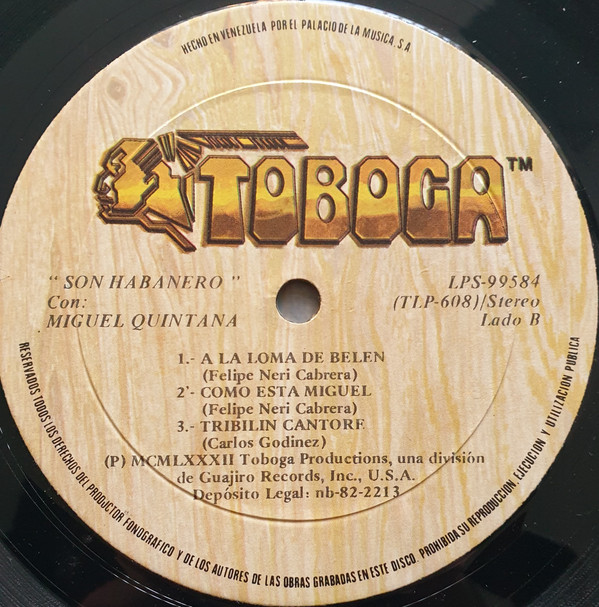 HECHO EN VENEZUELA POR EL PALACIO DE LA MUSICA, S.A
TOBOGA™
" SON HABANERO "
Con:
MIGUEL QUINTANA
LPS-99584
(TLP-608)/Stereo
Lado B
1.- A LA LOMA DE BELEN
(Felipe Neri Cabrera)
2'- COMO ESTA MIGUEL
(Felipe Neri Cabrera)
3.- TRIBILIN CANTORE
(Carlos Godinez)
(P) MCMLXXXII Toboga Productions, una división
de Guajiro Records, Inc., U.S.A.
Depósito Legal: nb-82-2213
RESERVADOS TODOS LOS DERECHOS DEL PRODUCTOR FONOGRAFICO Y DE LOS AUTORES DE LAS OBRAS GRABADAS EN ESTE DISCO. PROHIBIDA SU REPRODUCCION, EJECUCION Y UTILIZACION PUBLICA